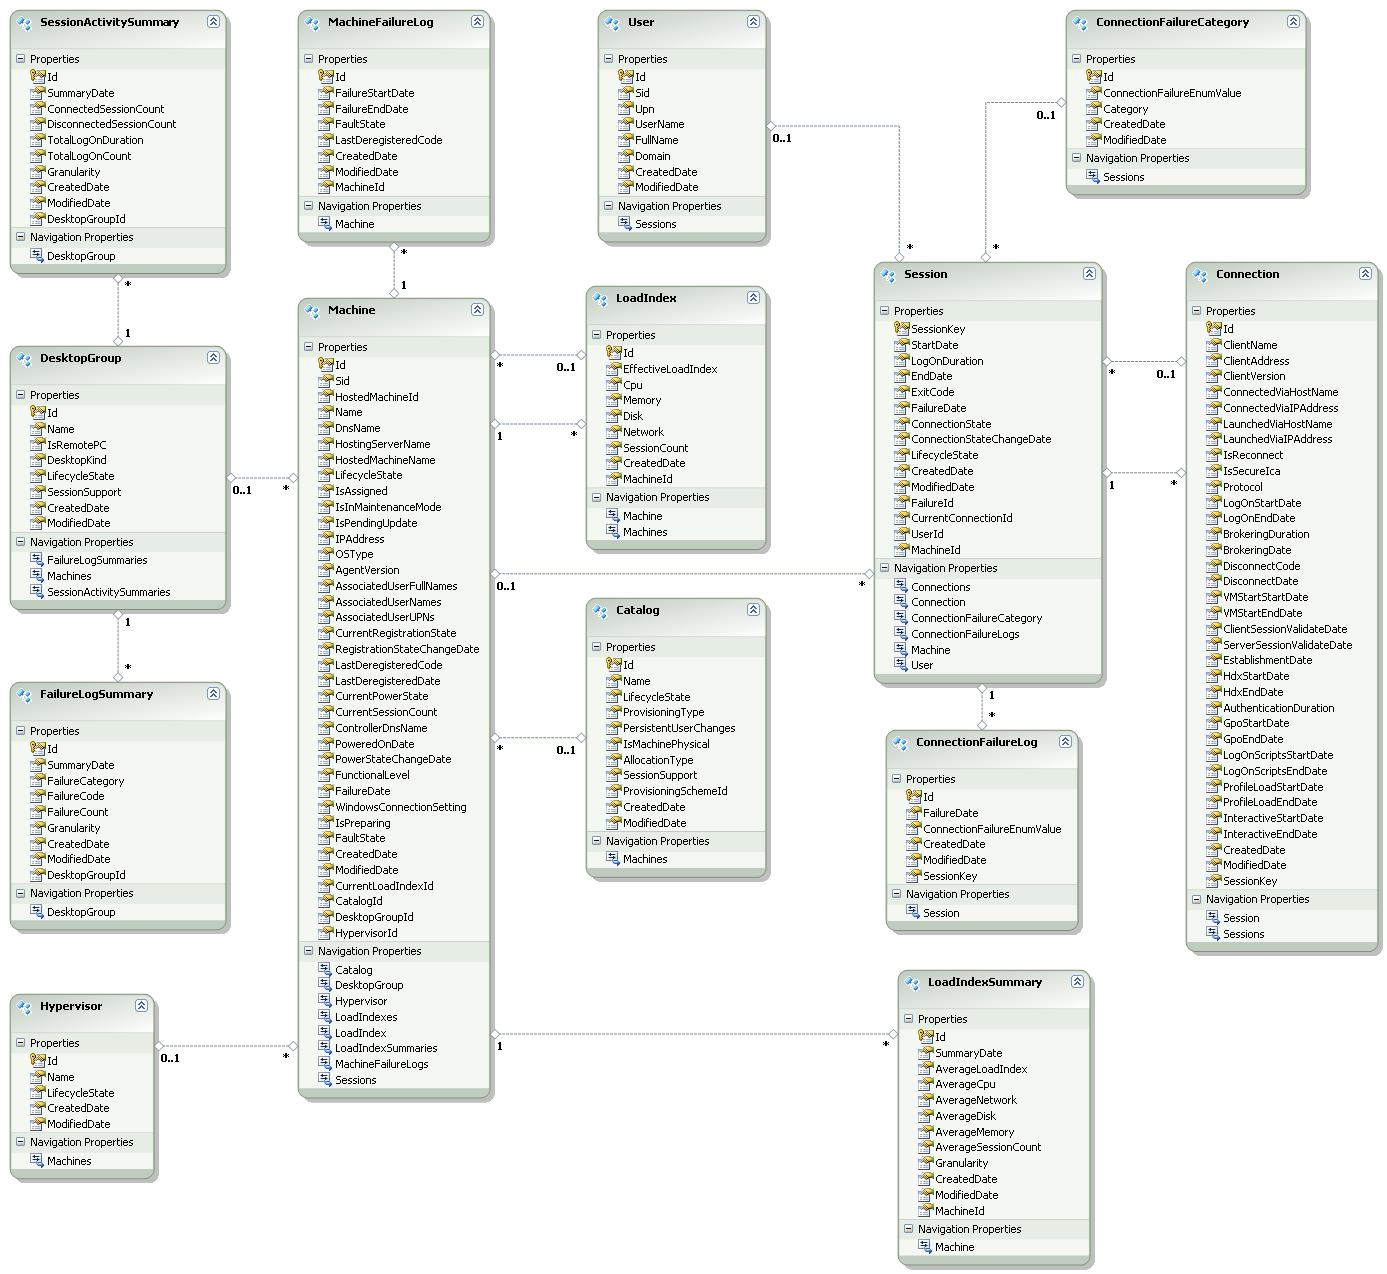 SessionActivitySummary
Properties
Id
SummaryDate
ConnectedSessionCount
DisconnectedSessionCount
TotalLogOnDuration
TotalLogOnCount
Granularity
CreatedDate
ModifiedDate
DesktopGroupId
Navigation Properties
DesktopGroup
*
1
DesktopGroup
Properties
Id
Name
IsRemotePC
DesktopKind
LifecycleState
SessionSupport
CreatedDate
ModifiedDate
Navigation Properties
FailureLogSummaries
Machines
SessionActivitySummaries
0..1
*
1
*
FailureLogSummary
Properties
Id
SummaryDate
FailureCategory
FailureCode
FailureCount
Granularity
CreatedDate
ModifiedDate
DesktopGroupId
Navigation Properties
DesktopGroup
Hypervisor
Properties
Id
Name
LifecycleState
CreatedDate
ModifiedDate
Navigation Properties
Machines
0..1
*
MachineFailureLog
Properties
Id
FailureStartDate
FailureEndDate
FaultState
LastDeregisteredCode
CreatedDate
ModifiedDate
MachineId
Navigation Properties
Machine
*
1
Machine
Properties
Id
Sid
HostedMachineId
Name
DnsName
HostingServerName
HostedMachineName
LifecycleState
IsAssigned
IsInMaintenanceMode
IsPendingUpdate
IPAddress
OSType
AgentVersion
AssociatedUserFullNames
AssociatedUserNames
AssociatedUserUPNs
CurrentRegistrationState
RegistrationStateChangeDate
LastDeregisteredCode
LastDeregisteredDate
CurrentPowerState
CurrentSessionCount
ControllerDnsName
PoweredOnDate
PowerStateChangeDate
FunctionalLevel
FailureDate
WindowsConnectionSetting
IsPreparing
FaultState
CreatedDate
ModifiedDate
CurrentLoadIndexId
CatalogId
DesktopGroupId
HypervisorId
Navigation Properties
Catalog
DesktopGroup
Hypervisor
LoadIndexes
LoadIndex
LoadIndexSummaries
MachineFailureLogs
Sessions
*
0..1
1
*
0..1
*
*
0..1
1
*
User
Properties
Id
Sid
Upn
UserName
FullName
Domain
CreatedDate
ModifiedDate
Navigation Properties
Sessions
0..1
*
LoadIndex
Properties
Id
EffectiveLoadIndex
Cpu
Memory
Disk
Network
SessionCount
CreatedDate
MachineId
Navigation Properties
Machine
Machines
Catalog
Properties
Id
Name
LifecycleState
ProvisioningType
PersistentUserChanges
IsMachinePhysical
AllocationType
SessionSupport
ProvisioningSchemeId
CreatedDate
ModifiedDate
Navigation Properties
Machines
ConnectionFailureCategory
Properties
Id
ConnectionFailureEnumValue
Category
CreatedDate
ModifiedDate
Navigation Properties
Sessions
0..1
*
Session
Properties
SessionKey
StartDate
LogOnDuration
EndDate
ExitCode
FailureDate
ConnectionState
ConnectionStateChangeDate
LifecycleState
CreatedDate
ModifiedDate
FailureId
CurrentConnectionId
UserId
MachineId
Navigation Properties
Connections
Connection
ConnectionFailureCategory
ConnectionFailureLogs
Machine
User
*
0..1
1
*
1
*
ConnectionFailureLog
Properties
Id
FailureDate
ConnectionFailureEnumValue
CreatedDate
ModifiedDate
SessionKey
Navigation Properties
Session
Connection
Properties
Id
ClientName
ClientAddress
ClientVersion
ConnectedViaHostName
ConnectedViaIPAddress
LaunchedViaHostName
LaunchedViaIPAddress
IsReconnect
IsSecureIca
Protocol
LogOnStartDate
LogOnEndDate
BrokeringDuration
BrokeringDate
DisconnectCode
DisconnectDate
VMStartStartDate
VMStartEndDate
ClientSessionValidateDate
ServerSessionValidateDate
EstablishmentDate
HdxStartDate
HdxEndDate
AuthenticationDuration
GpoStartDate
GpoEndDate
LogOnScriptsStartDate
LogOnScriptsEndDate
ProfileLoadStartDate
ProfileLoadEndDate
InteractiveStartDate
InteractiveEndDate
CreatedDate
ModifiedDate
SessionKey
Navigation Properties
Session
Sessions
LoadIndexSummary
Properties
Id
SummaryDate
AverageLoadIndex
AverageCpu
AverageNetwork
AverageDisk
AverageMemory
AverageSessionCount
Granularity
CreatedDate
ModifiedDate
MachineId
Navigation Properties
Machine